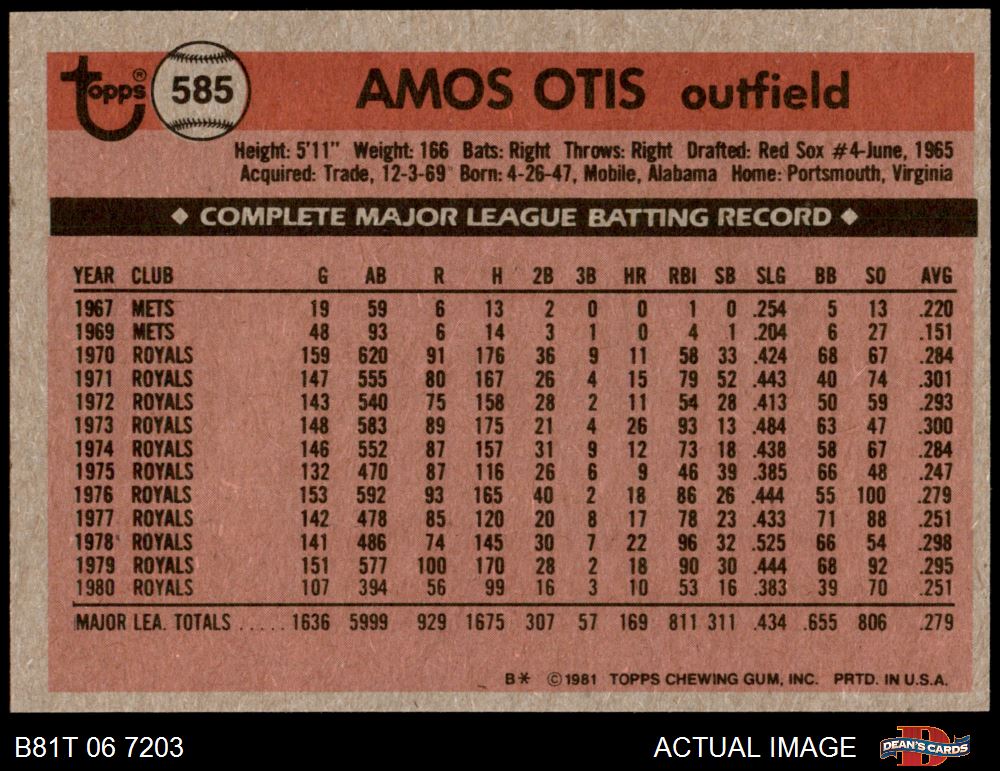 Topps® 585 AMOS OTIS outfield
Height: 5'11" Weight: 166 Bats: Right Throws: Right Drafted: Red Sox #4-June, 1965
Acquired: Trade, 12-3-69 Born: 4-26-47, Mobile, Alabama Home: Portsmouth, Virginia
◆ COMPLETE MAJOR LEAGUE BATTING RECORD ◆
YEAR CLUB G AB R H 2B 3B HR RBI SB SLG BB SO AVG
1967 METS 19 59 6 13 2 0 0 1 0 .254 5 13 .220
1969 METS 48 93 6 14 3 1 0 4 1 .204 6 27 .151
1970 ROYALS 159 620 91 176 36 9 11 58 33 .424 68 67 .284
1971 ROYALS 147 555 80 167 26 4 15 79 52 .443 40 74 .301
1972 ROYALS 143 540 75 158 28 2 11 54 28 .413 50 59 .293
1973 ROYALS 148 583 89 175 21 4 26 93 13 .484 63 47 .300
1974 ROYALS 146 552 87 157 31 9 12 73 18 .438 58 67 .284
1975 ROYALS 132 470 87 116 26 6 9 46 39 .385 66 48 .247
1976 ROYALS 153 592 93 165 40 2 18 86 26 .444 55 100 .279
1977 ROYALS 142 478 85 120 20 8 17 78 23 .433 71 88 .251
1978 ROYALS 141 486 74 145 30 7 22 96 32 .525 66 54 .298
1979 ROYALS 151 577 100 170 28 2 18 90 30 .444 68 92 .295
1980 ROYALS 107 394 56 99 16 3 10 53 16 .383 39 70 .251
MAJOR LEA. TOTALS ..... 1636 5999 929 1675 307 57 169 811 311 .434 .655 806 .279
B* ©1981 TOPPS CHEWING GUM, INC. PRTD. IN U.S.A.
B81T 06 7203 ACTUAL IMAGE D DEAN'S CARDS